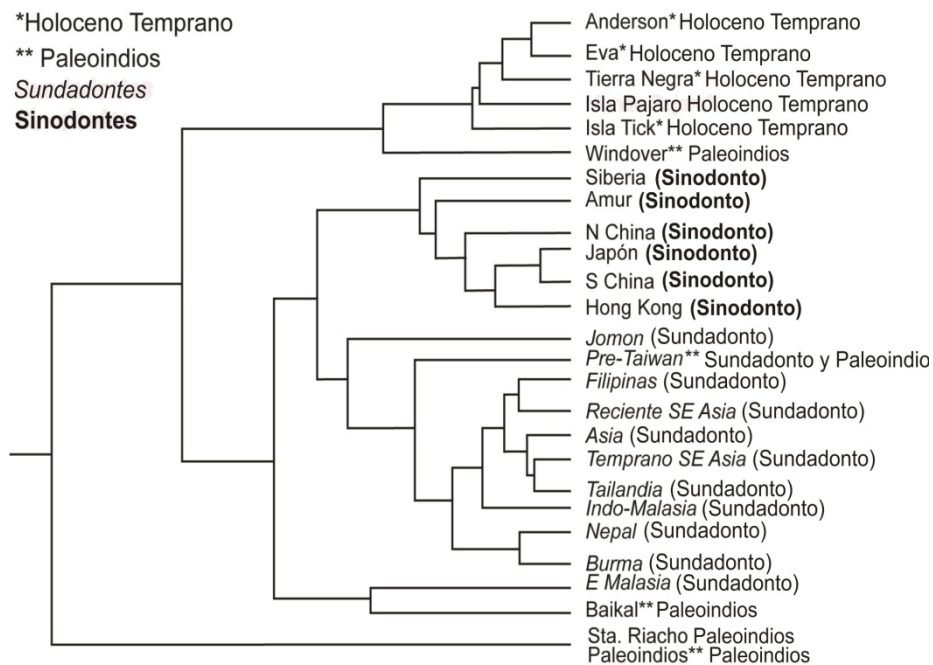 *Holoceno Temprano
** Paleoindios
Sundadontes
Sinodontes
Anderson* Holoceno Temprano
Eva* Holoceno Temprano
Tierra Negra* Holoceno Temprano
Isla Pajaro Holoceno Temprano
Isla Tick* Holoceno Temprano
Windover** Paleoindios
Siberia (Sinodonto)
Amur (Sinodonto)
N China (Sinodonto)
Japón (Sinodonto)
S China (Sinodonto)
Hong Kong (Sinodonto)
Jomon (Sundadonto)
Pre-Taiwan** Sundadonto y Paleoindio
Filipinas (Sundadonto)
Reciente SE Asia (Sundadonto)
Asia (Sundadonto)
Temprano SE Asia (Sundadonto)
Tailandia (Sundadonto)
Indo-Malasia (Sundadonto)
Nepal (Sundadonto)
Burma (Sundadonto)
E Malasia (Sundadonto)
Baikal** Paleoindios
Sta. Riacho Paleoindios
Paleoindios** Paleoindios